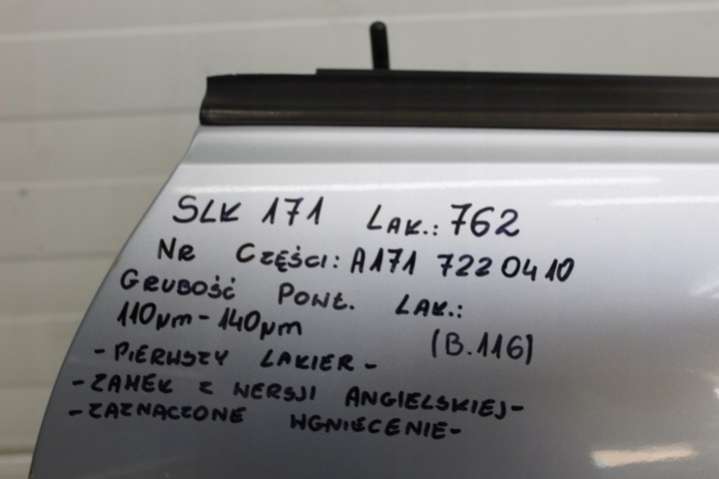 SLK 171 LAK.: 762
NR CZĘŚCI: A171 722 04 10
GRUBOŚĆ POWŁ. LAK.:
110μm - 140μm (B.116)
- PIERWSZY LAKIER -
- ZAMEK Z WERSJI ANGIELSKIEJ -
- ZAZNACZONE WGNIECENIE -